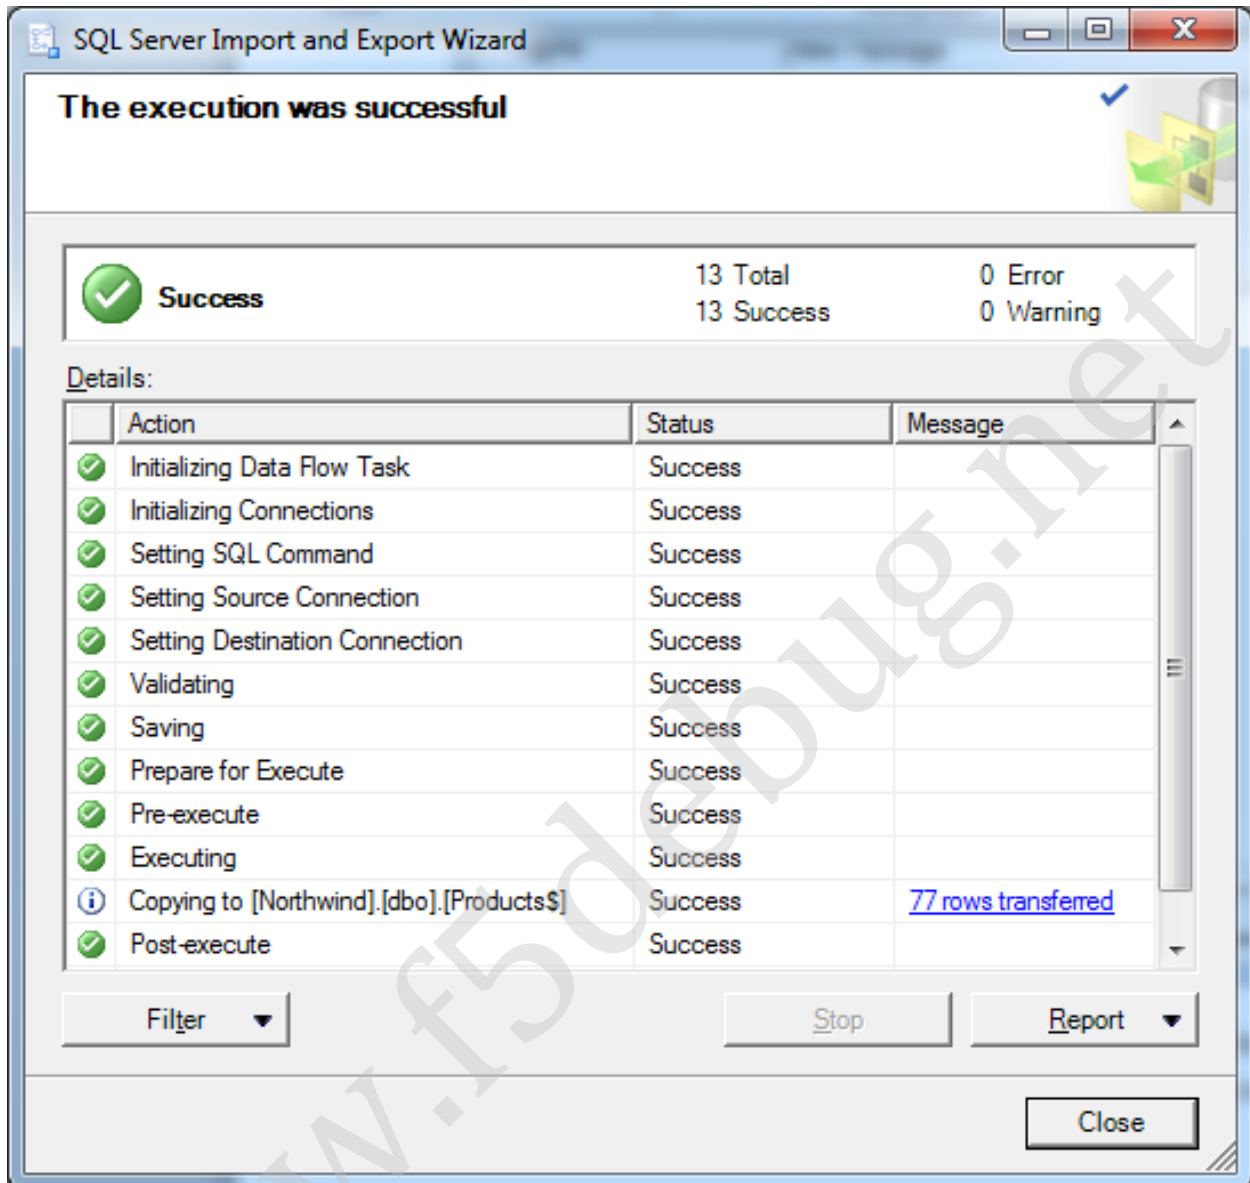 SQL Server Import and Export Wizard
The execution was successful
Success
13 Total 0 Error
13 Success 0 Warning
Details:
Action Status Message
Initializing Data Flow Task Success
Initializing Connections Success
Setting SQL Command Success
Setting Source Connection Success
Setting Destination Connection Success
Validating Success
Saving Success
Prepare for Execute Success
Pre-execute Success
Executing Success
Copying to [Northwind].[dbo].[Products$] Success 77 rows transferred
Post-execute Success
Filter Stop Report
Close
w.f5debug.net